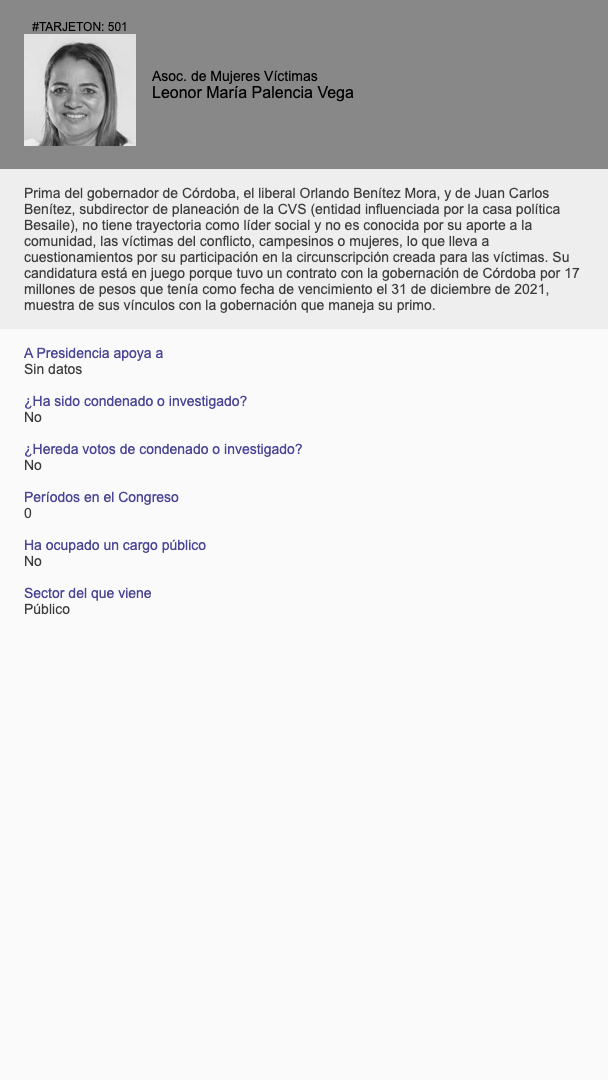 #TARJETON: 501
Asoc. de Mujeres Víctimas
Leonor María Palencia Vega
Prima del gobernador de Córdoba, el liberal Orlando Benítez Mora, y de Juan Carlos
Benítez, subdirector de planeación de la CVS (entidad influenciada por la casa política
Besaile), no tiene trayectoria como líder social y no es conocida por su aporte a la
comunidad, las víctimas del conflicto, campesinos o mujeres, lo que lleva a
cuestionamientos por su participación en la circunscripción creada para las víctimas. Su
candidatura está en juego porque tuvo un contrato con la gobernación de Córdoba por 17
millones de pesos que tenía como fecha de vencimiento el 31 de diciembre de 2021,
muestra de sus vínculos con la gobernación que maneja su primo.
A Presidencia apoya a
Sin datos
¿Ha sido condenado o investigado?
No
¿Hereda votos de condenado o investigado?
No
Períodos en el Congreso
0
Ha ocupado un cargo público
No
Sector del que viene
Público